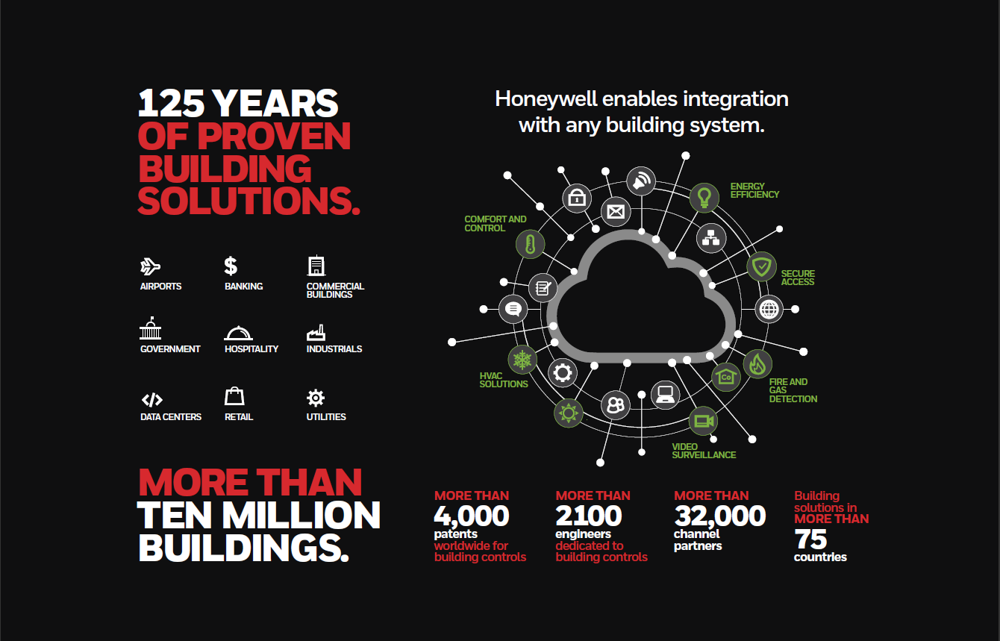 125 YEARS
OF PROVEN
BUILDING
SOLUTIONS.
AIRPORTS
BANKING
COMMERCIAL
BUILDINGS
GOVERNMENT
HOSPITALITY
INDUSTRIALS
DATA CENTERS
RETAIL
UTILITIES
MORE THAN
TEN MILLION
BUILDINGS.
Honeywell enables integration
with any building system.
ENERGY
EFFICIENCY
COMFORT AND
CONTROL
SECURE
ACCESS
HVAC
SOLUTIONS
Co
FIRE AND
GAS
DETECTION
VIDEO
SURVEILLANCE
MORE THAN
4,000
patents
worldwide for
building controls
MORE THAN
2100
engineers
dedicated to
building controls
MORE THAN
32,000
channel
partners
Building
solutions in
MORE THAN
75
countries